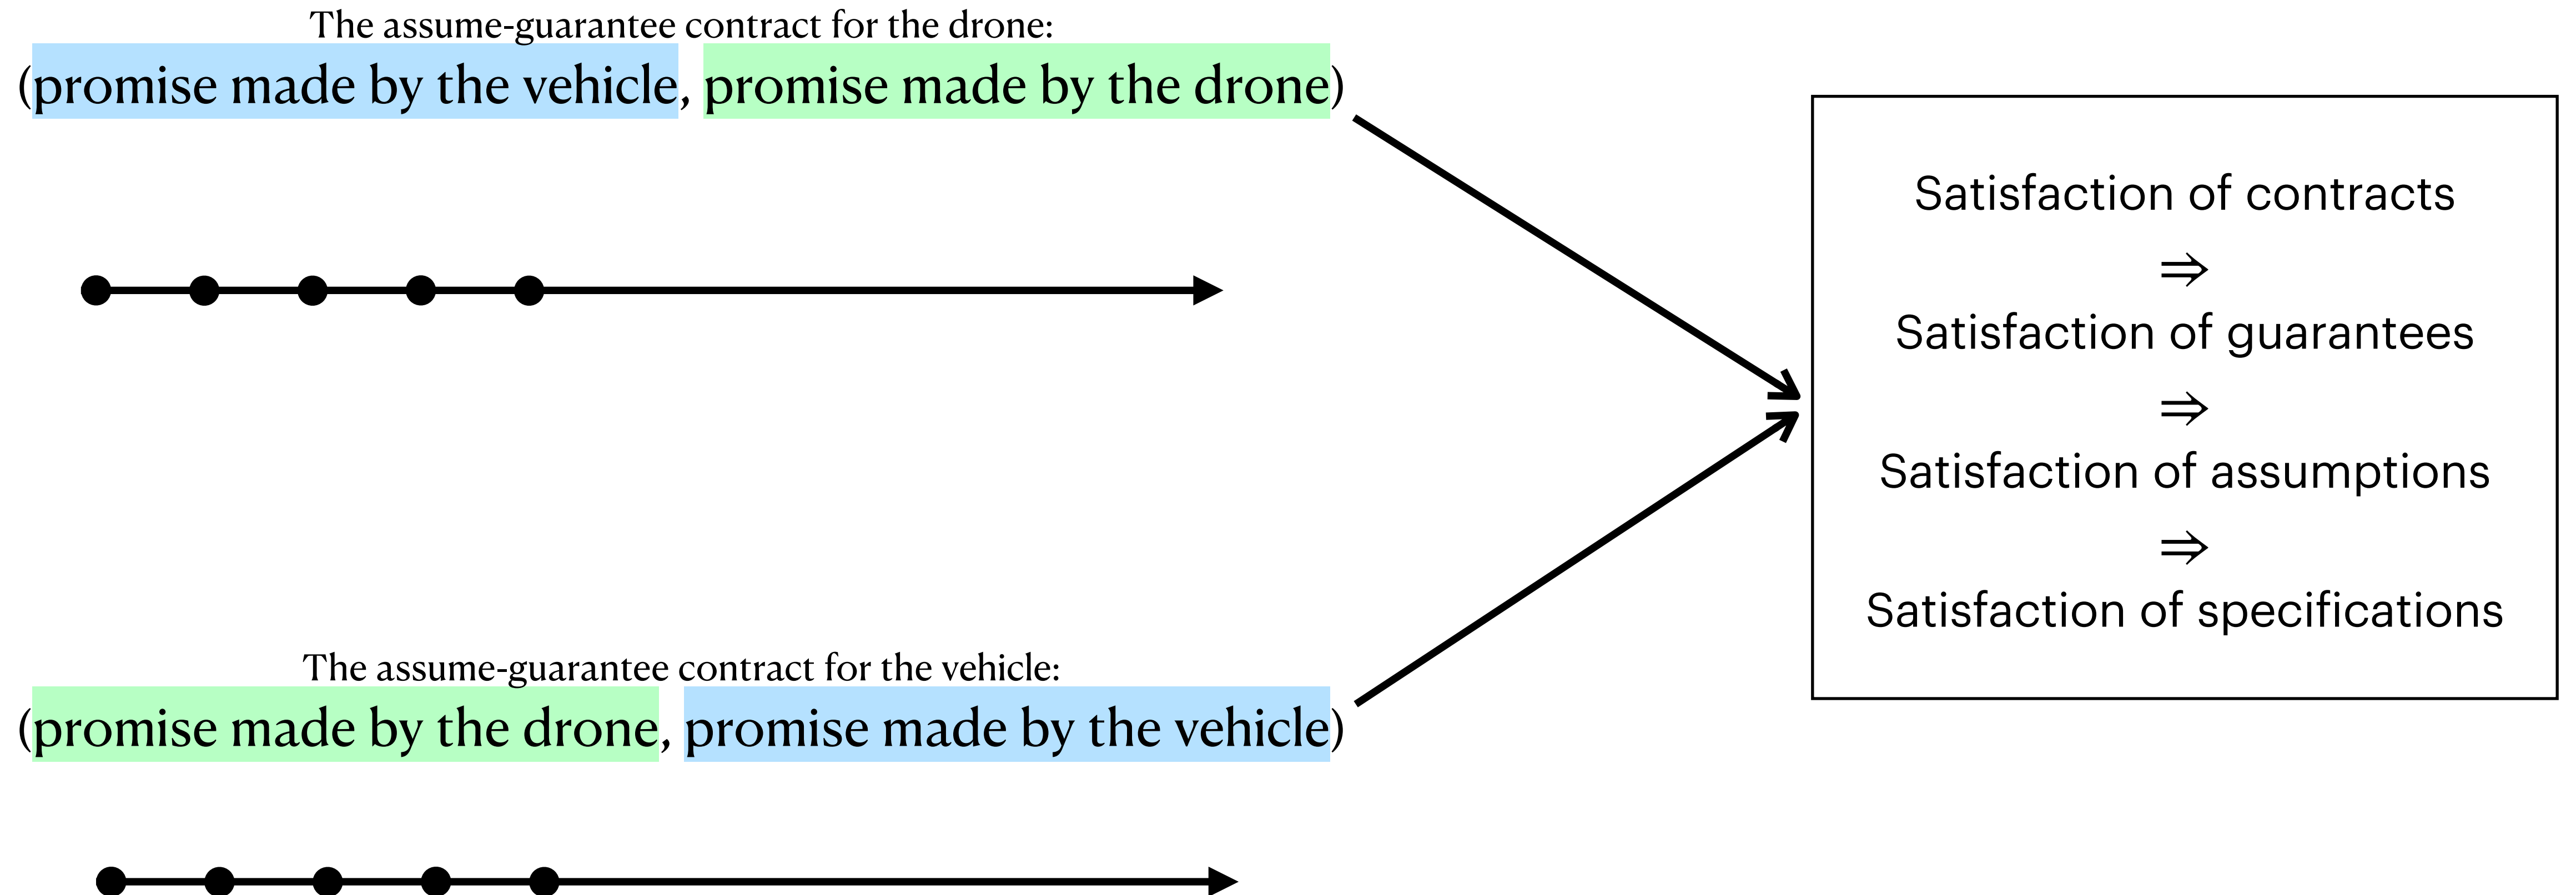 The assume-guarantee contract for the drone:
(promise made by the vehicle, promise made by the drone)
Satisfaction of contracts
⇒
Satisfaction of guarantees
⇒
Satisfaction of assumptions
⇒
Satisfaction of specifications
The assume-guarantee contract for the vehicle:
(promise made by the drone, promise made by the vehicle)